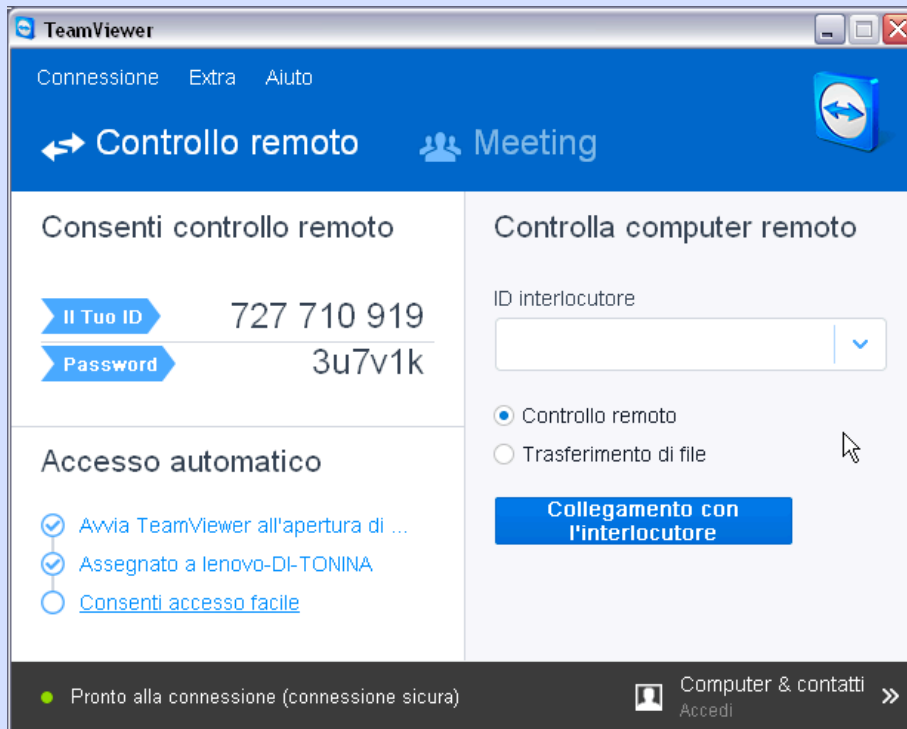 TeamViewer
Connessione Extra Aiuto
Controllo remoto Meeting
Consenti controllo remoto
Il Tuo ID 727 710 919
Password 3u7v1k
Accesso automatico
Avvia TeamViewer all'apertura di ...
Assegnato a lenovo-DI-TONINA
Consenti accesso facile
Controlla computer remoto
ID interlocutore
Controllo remoto
Trasferimento di file
Collegamento con
l'interlocutore
Pronto alla connessione (connessione sicura)
Computer & contatti
Accedi